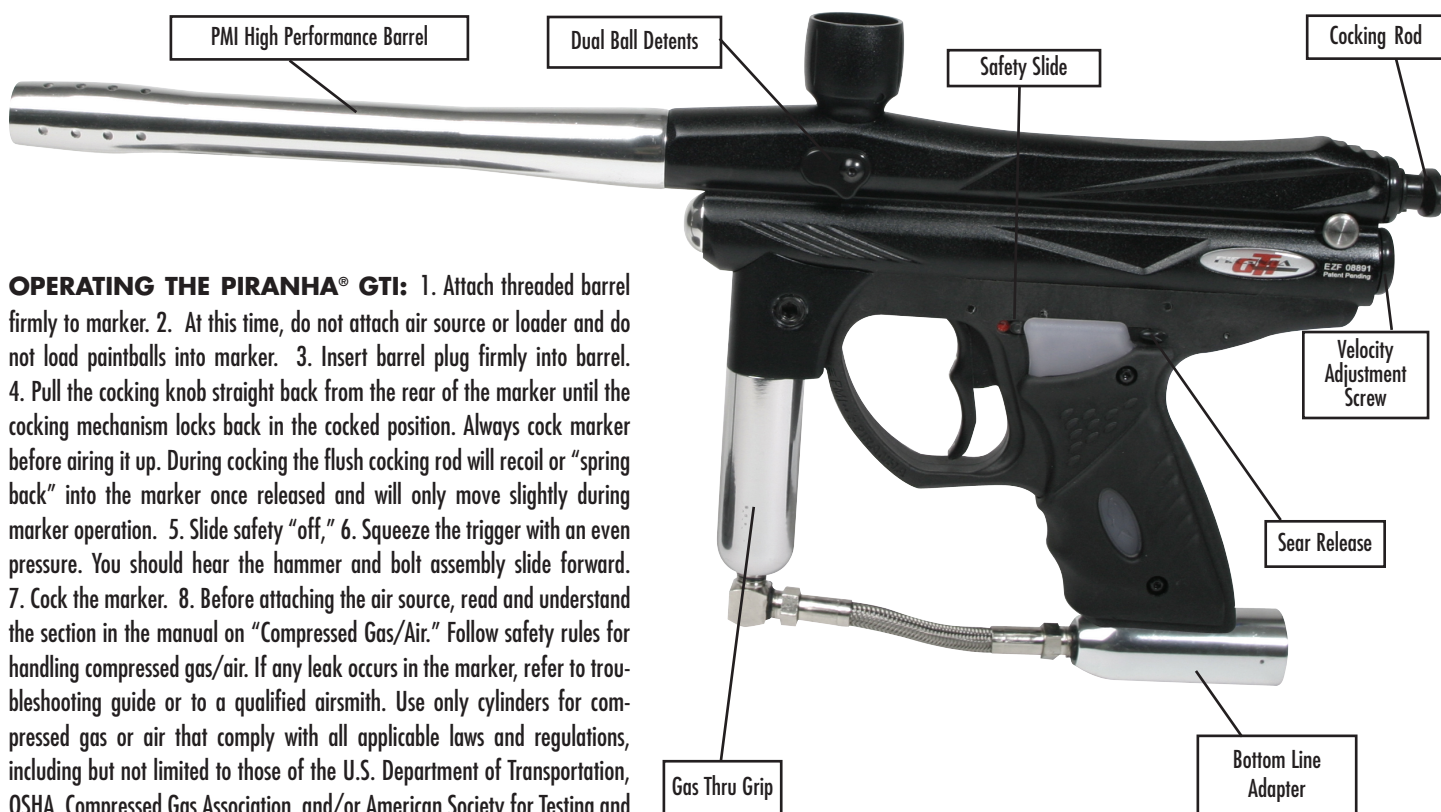 PMI High Performance Barrel
Dual Ball Detents
Safety Slide
Cocking Rod
EZF 08891
Patent Pending
Velocity
Adjustment
Screw
Sear Release
Bottom Line
Adapter
Gas Thru Grip
OPERATING THE PIRANHA® GTI: 1. Attach threaded barrel
firmly to marker. 2. At this time, do not attach air source or loader and do
not load paintballs into marker. 3. Insert barrel plug firmly into barrel.
4. Pull the cocking knob straight back from the rear of the marker until the
cocking mechanism locks back in the cocked position. Always cock marker
before airing it up. During cocking the flush cocking rod will recoil or “spring
back” into the marker once released and will only move slightly during
marker operation. 5. Slide safety “off,” 6. Squeeze the trigger with an even
pressure. You should hear the hammer and bolt assembly slide forward.
7. Cock the marker. 8. Before attaching the air source, read and understand
the section in the manual on “Compressed Gas/Air.” Follow safety rules for
handling compressed gas/air. If any leak occurs in the marker, refer to trou-
bleshooting guide or to a qualified airsmith. Use only cylinders for com-
pressed gas or air that comply with all applicable laws and regulations,
including but not limited to those of the U.S. Department of Transportation,
OSHA, Compressed Gas Association, and/or American Society for Testing and